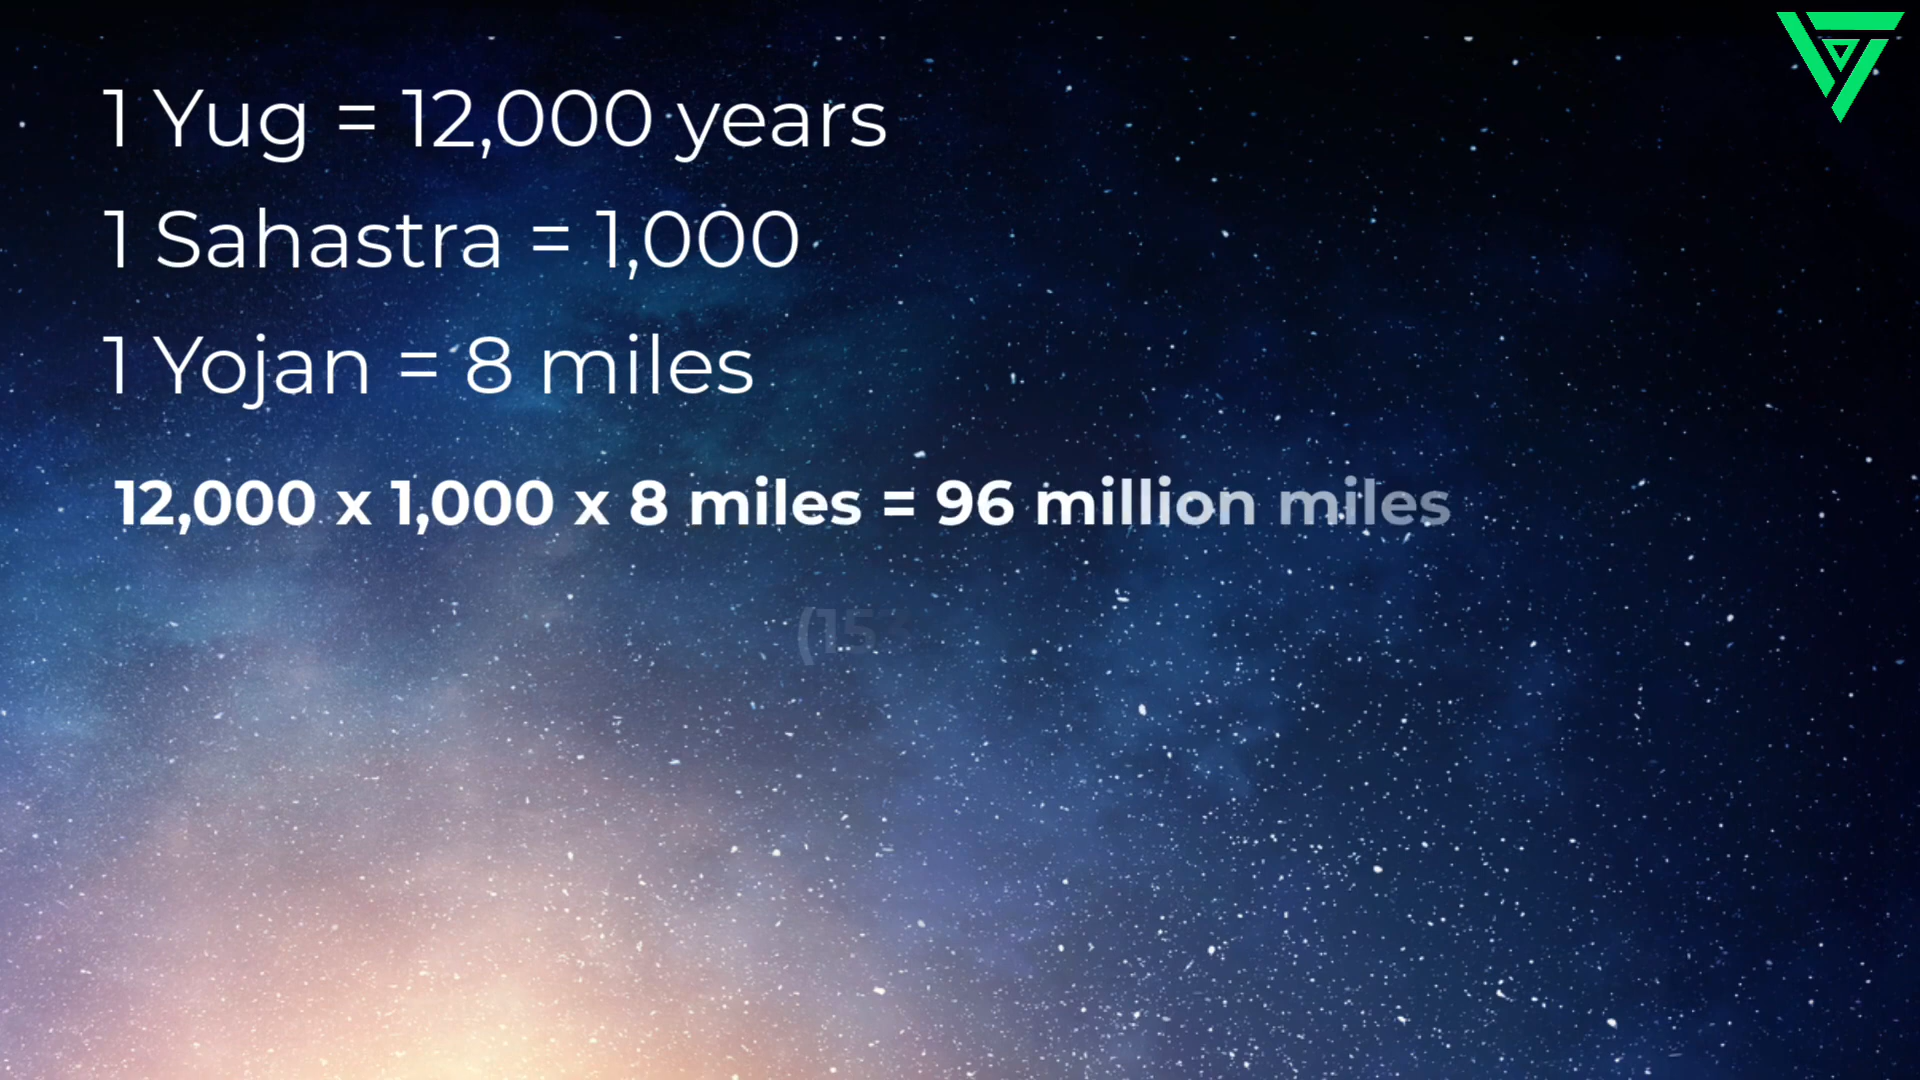 1 Yug = 12,000 years
1 Sahastra = 1,000
1 Yojan = 8 miles
12,000 x 1,000 x 8 miles = 96 million miles
(15